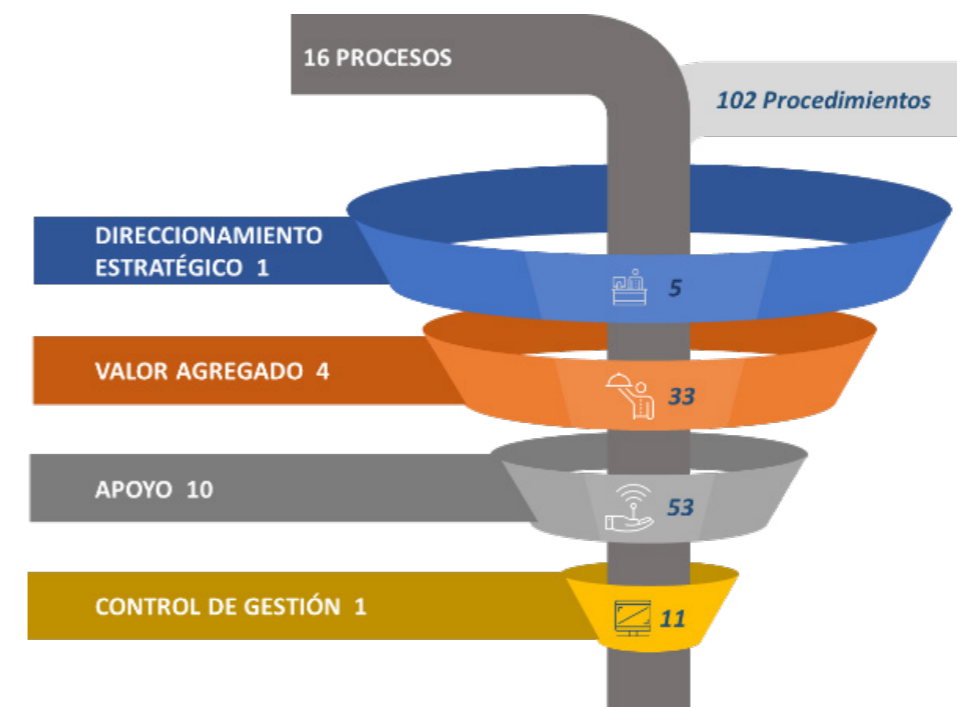 16 PROCESOS
102 Procedimientos
DIRECCIONAMIENTO
ESTRATÉGICO 1
5
VALOR AGREGADO 4
33
APOYO 10
53
CONTROL DE GESTIÓN 1
11